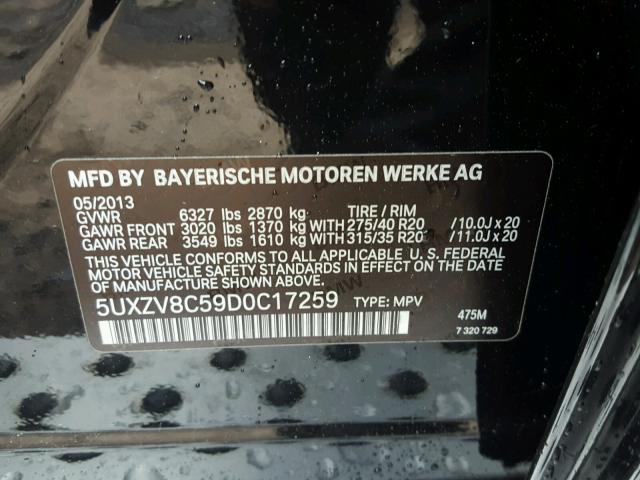 MFD BY BAYERISCHE MOTOREN WERKE AG
05/2013
GVWR 6327 lbs 2870 kg: TIRE / RIM
GAWR FRONT 3020 lbs 1370 kg WITH 275/40 R20 /10.0J x 20
GAWR REAR 3549 lbs 1610 kg WITH 315/35 R20 /11.0J x 20
THIS VEHICLE CONFORMS TO ALL APPLICABLE U. S. FEDERAL
MOTOR VEHICLE SAFETY STANDARDS IN EFFECT ON THE DATE
OF MANUFACTURE SHOWN ABOVE.
5UXZV8C59D0C17259 TYPE: MPV
475M
7 320 729